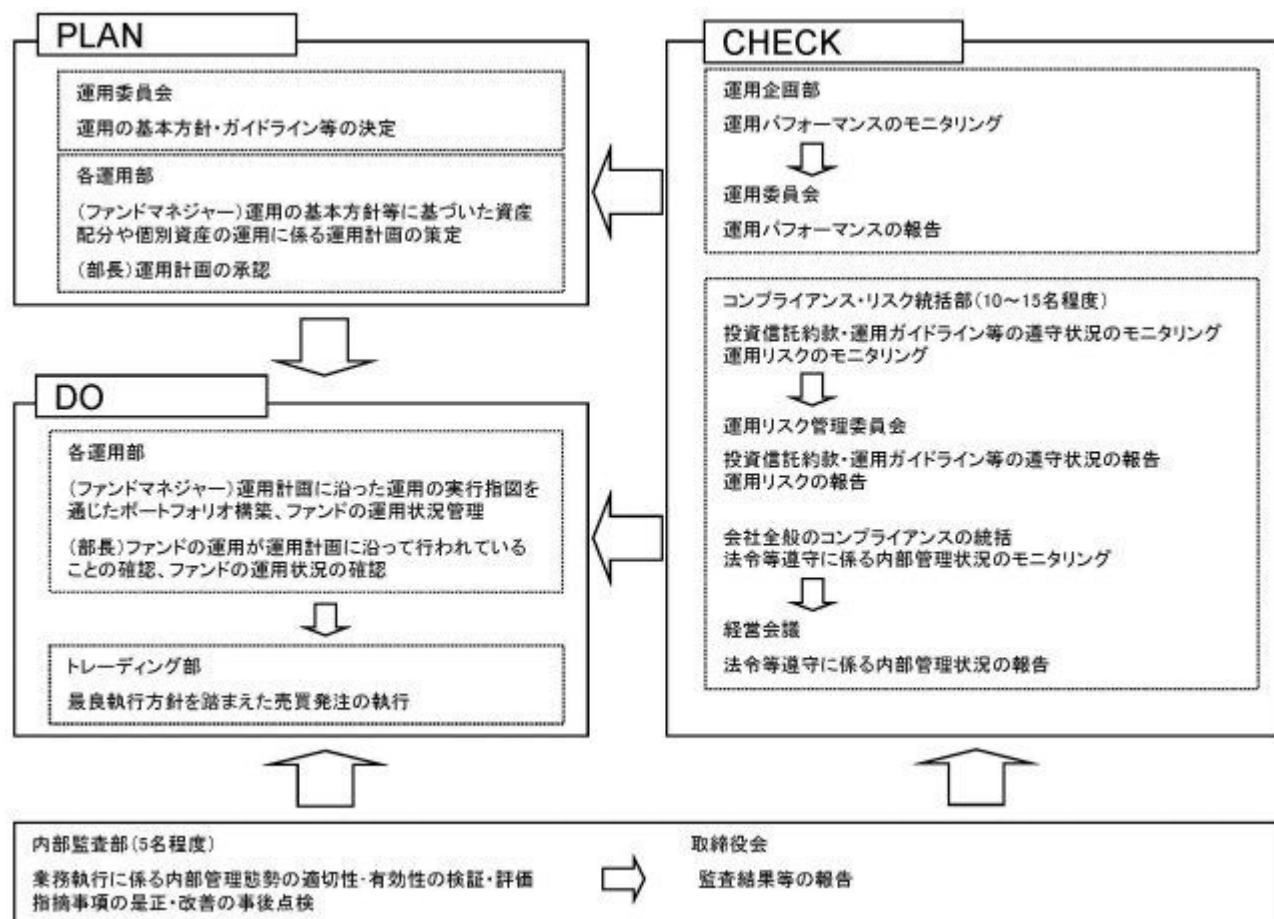 PLAN
運用委員会
運用の基本方針・ガイドライン等の決定
各運用部
(ファンドマネジャー)運用の基本方針等に基づいた資産
配分や個別資産の運用に係る運用計画の策定
(部長)運用計画の承認
DO
各運用部
(ファンドマネジャー)運用計画に沿った運用の実行指図を
通じたポートフォリオ構築、ファンドの運用状況管理
(部長)ファンドの運用が運用計画に沿って行われている
ことの確認、ファンドの運用状況の確認
トレーディング部
最良執行方針を踏まえた売買発注の執行
CHECK
運用企画部
運用パフォーマンスのモニタリング
運用委員会
運用パフォーマンスの報告
コンプライアンス・リスク統括部(10～15名程度)
投資信託約款・運用ガイドライン等の遵守状況のモニタリング
運用リスクのモニタリング
運用リスク管理委員会
投資信託約款・運用ガイドライン等の遵守状況の報告
運用リスクの報告
会社全般のコンプライアンスの統括
法令等遵守に係る内部管理状況のモニタリング
経営会議
法令等遵守に係る内部管理状況の報告
内部監査部(5名程度)
業務執行に係る内部管理態勢の適切性・有効性の検証・評価
指摘事項の是正・改善の事後点検
取締役会
監査結果等の報告